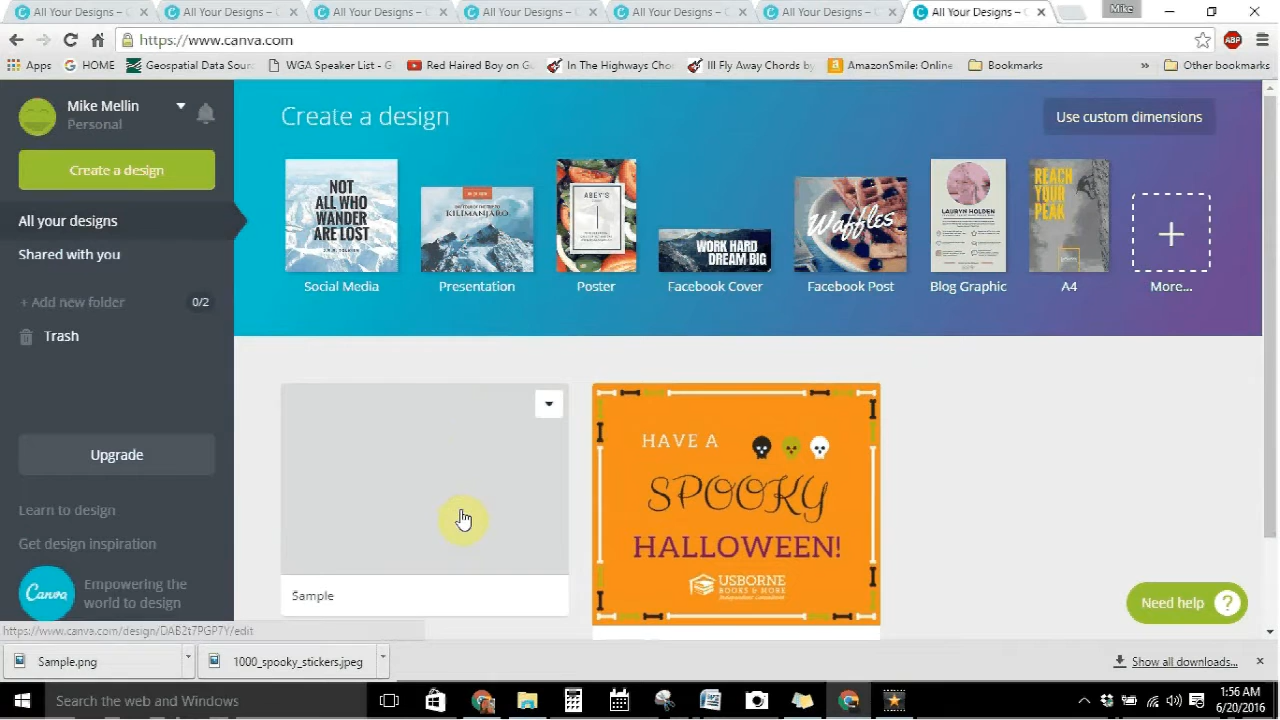 All Your Designs – C
All Your Designs – C
All Your Designs – C
All Your Designs – C
All Your Designs – C
All Your Designs – C
All Your Designs – C
Mike
https://www.canva.com
ABP
Apps
HOME
Geospatial Data Sour
WGA Speaker List - G
Red Haired Boy on Gu
In The Highways Chor
Ill Fly Away Chords by
AmazonSmile: Online
Bookmarks
»
Other bookmarks
Mike Mellin
Personal
Create a design
All your designs
Shared with you
+ Add new folder
0/2
Trash
Upgrade
Learn to design
Get design inspiration
Canva
Empowering the
world to design
https://www.canva.com/design/DAB2t7PGP7Y/edit
Create a design
Use custom dimensions
NOT
ALL WHO
WANDER
ARE LOST
KILIMANJARO
ABEY'S
WORK HARD
DREAM BIG
Waffles
LAURYN HOLDEN
REACH
YOUR
PEAK
Social Media
Presentation
Poster
Facebook Cover
Facebook Post
Blog Graphic
A4
More...
Sample
HAVE A
SPOOKY
HALLOWEEN!
USBORNE
BOOKS & MORE
Independent Consultant
Need help
?
Sample.png
1000_spooky_stickers.jpeg
Show all downloads...
Search the web and Windows
1:56 AM
6/20/2016